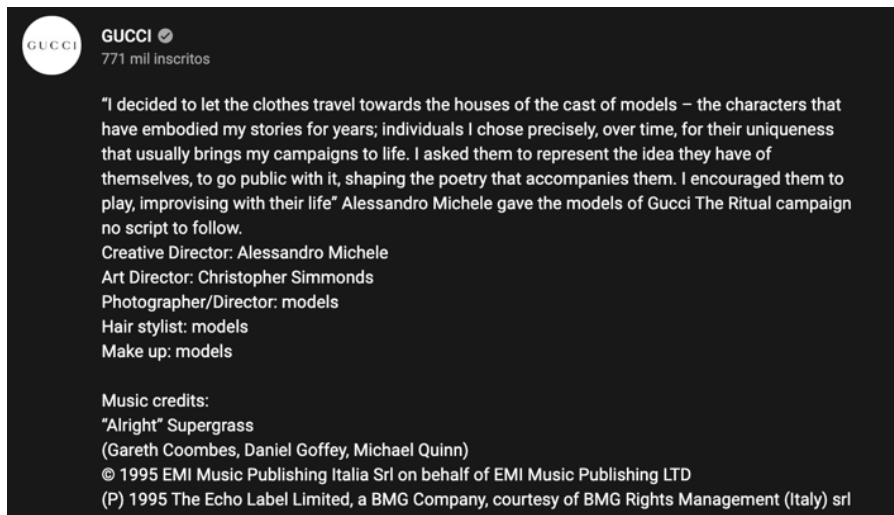 GUCCI
GUCCI
771 mil inscritos
“I decided to let the clothes travel towards the houses of the cast of models – the characters that
have embodied my stories for years; individuals I chose precisely, over time, for their uniqueness
that usually brings my campaigns to life. I asked them to represent the idea they have of
themselves, to go public with it, shaping the poetry that accompanies them. I encouraged them to
play, improvising with their life” Alessandro Michele gave the models of Gucci The Ritual campaign
no script to follow.
Creative Director: Alessandro Michele
Art Director: Christopher Simmonds
Photographer/Director: models
Hair stylist: models
Make up: models
Music credits:
“Alright” Supergrass
(Gareth Coombes, Daniel Goffey, Michael Quinn)
© 1995 EMI Music Publishing Italia Srl on behalf of EMI Music Publishing LTD
(P) 1995 The Echo Label Limited, a BMG Company, courtesy of BMG Rights Management (Italy) srl